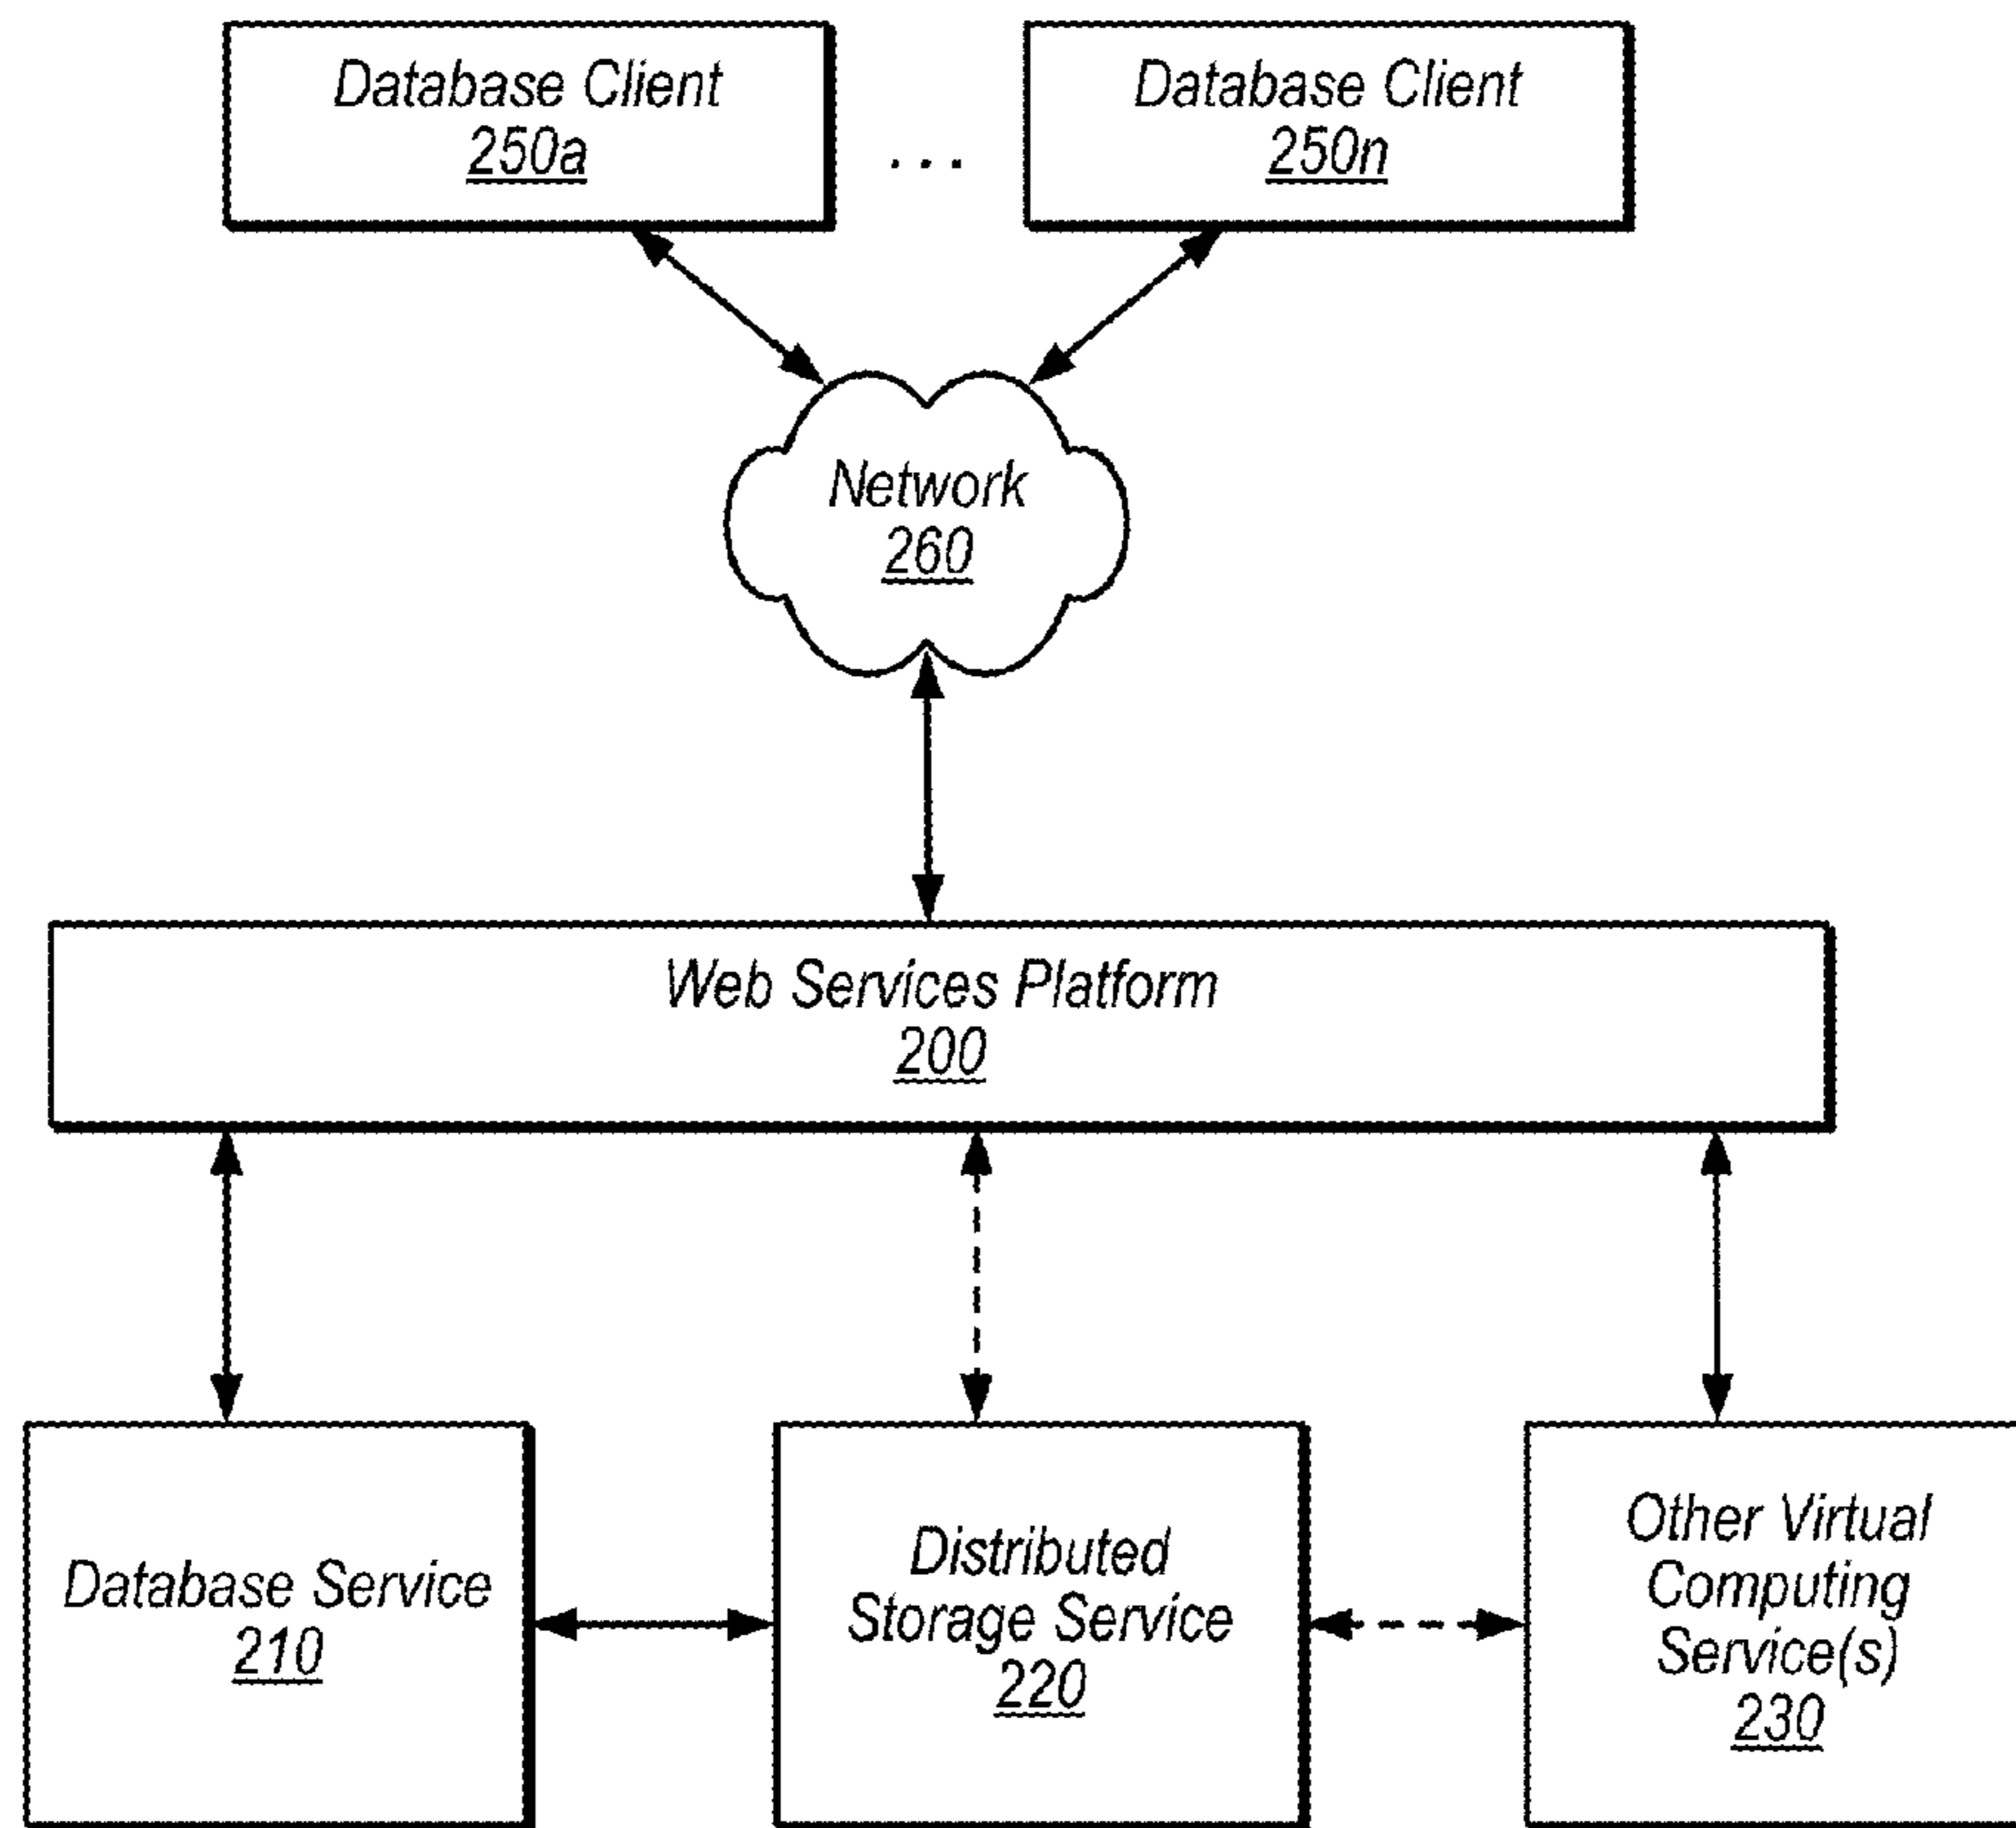 Database Client
250a
. . .
Database Client
250n
Network
260
Web Services Platform
200
Database Service
210
Distributed
Storage Service
220
Other Virtual
Computing
Service(s)
230